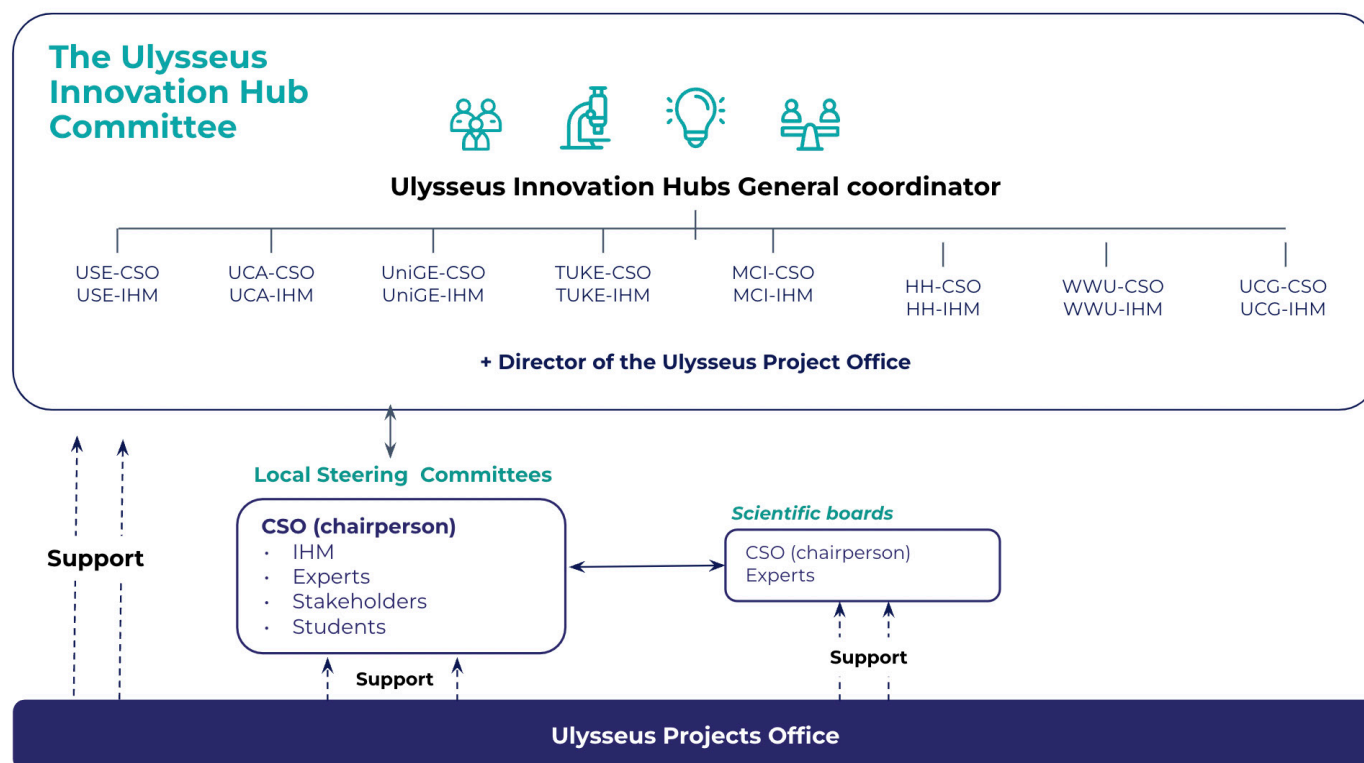 The Ulysseus
Innovation Hub
Committee
Ulysseus Innovation Hubs General coordinator
USE-CSO
USE-IHM
UCA-CSO
UCA-IHM
UniGE-CSO
UniGE-IHM
TUKE-CSO
TUKE-IHM
MCI-CSO
MCI-IHM
HH-CSO
HH-IHM
WWU-CSO
WWU-IHM
UCG-CSO
UCG-IHM
+ Director of the Ulysseus Project Office
Local Steering Committees
CSO (chairperson)
· IHM
· Experts
· Stakeholders
· Students
Scientific boards
CSO (chairperson)
Experts
Support
Support
Support
Ulysseus Projects Office